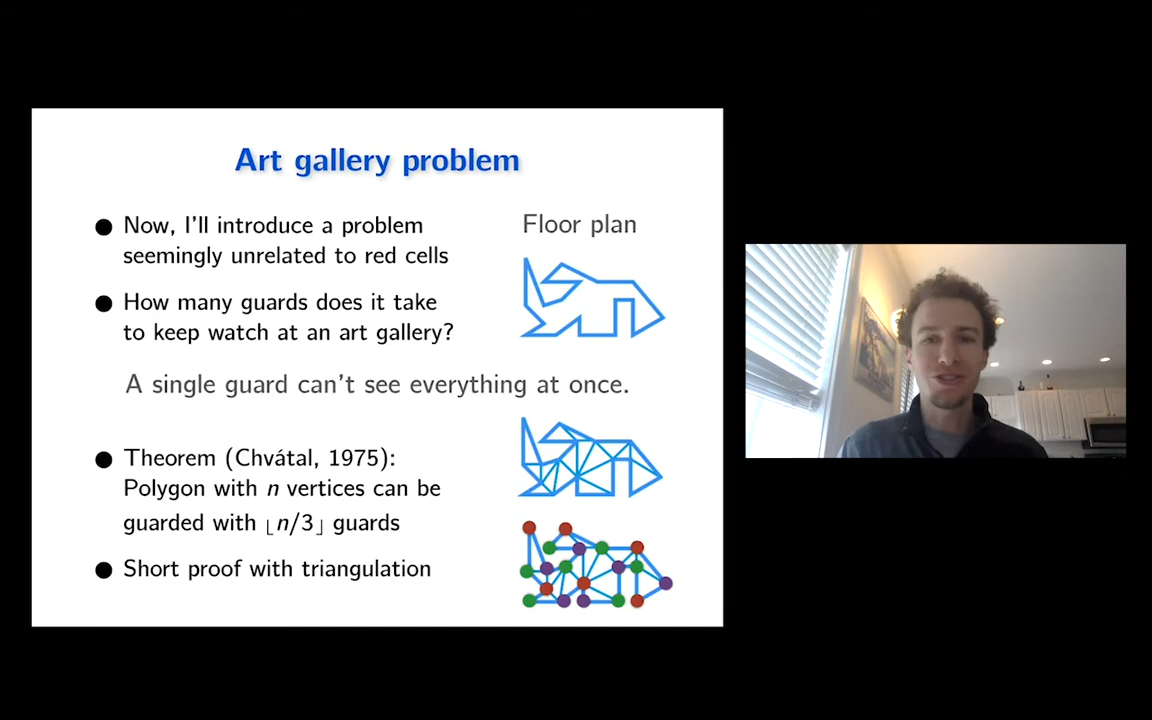 Art gallery problem
● Now, I'll introduce a problem
seemingly unrelated to red cells
Floor plan
● How many guards does it take
to keep watch at an art gallery?
A single guard can't see everything at once.
● Theorem (Chvátal, 1975):
Polygon with n vertices can be
guarded with ⌊n/3⌋ guards
● Short proof with triangulation